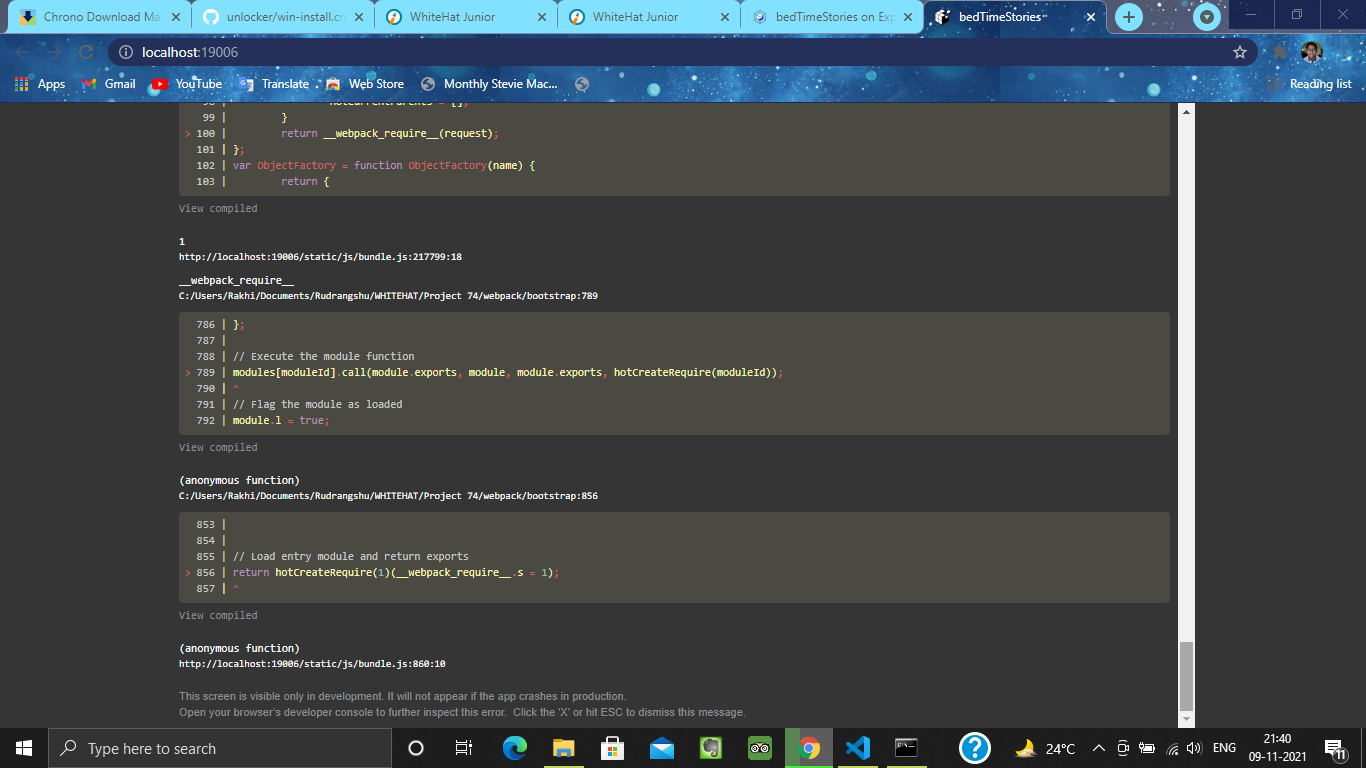 Chrono Download Ma
unlocker/win-install.cm
WhiteHat Junior
WhiteHat Junior
bedTimeStories on Exp
bedTimeStories
localhost:19006
Apps
Gmail
YouTube
Translate
Web Store
Monthly Stevie Mac...
Reading list
99 | }
> 100 | return __webpack_require__(request);
101 | };
102 | var ObjectFactory = function ObjectFactory(name) {
103 | return {
View compiled
1
http://localhost:19006/static/js/bundle.js:217799:18
__webpack_require__
C:/Users/Rakhi/Documents/Rudrangshu/WHITEHAT/Project 74/webpack/bootstrap:789
786 | };
787 |
788 | // Execute the module function
> 789 | modules[moduleId].call(module.exports, module, module.exports, hotCreateRequire(moduleId));
790 | ^
791 | // Flag the module as loaded
792 | module.l = true;
View compiled
(anonymous function)
C:/Users/Rakhi/Documents/Rudrangshu/WHITEHAT/Project 74/webpack/bootstrap:856
853 |
854 |
855 | // Load entry module and return exports
> 856 | return hotCreateRequire(1)(__webpack_require__.s = 1);
857 | ^
View compiled
(anonymous function)
http://localhost:19006/static/js/bundle.js:860:10
This screen is visible only in development. It will not appear if the app crashes in production.
Open your browser's developer console to further inspect this error. Click the 'X' or hit ESC to dismiss this message.
Type here to search
24°C
ENG
21:40
09-11-2021
11